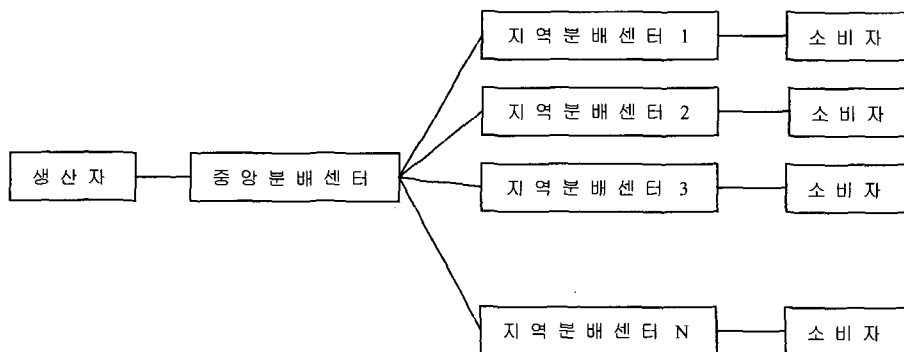 지역분배센터 1
소비자
지역분배센터 2
소비자
생산자
중앙분배센터
지역분배센터 3
소비자
지역분배센터 N
소비자